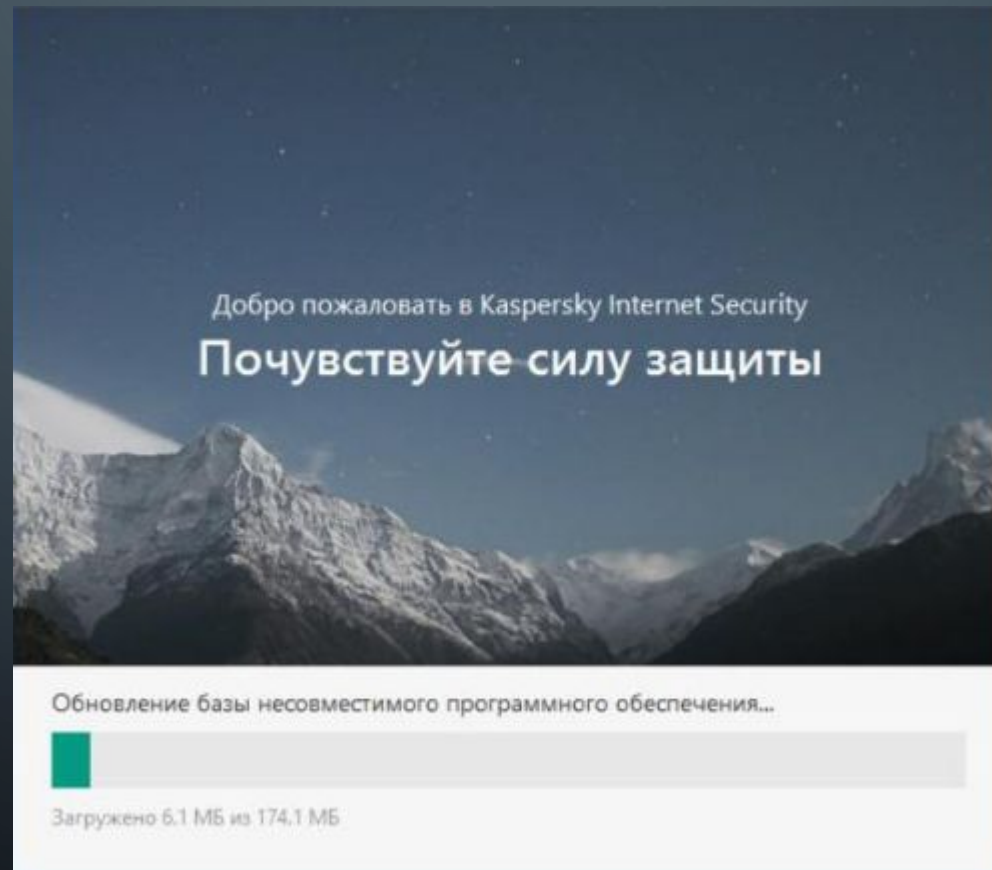 Добро пожаловать в Kaspersky Internet Security
Почувствуйте силу защиты
Обновление базы несовместимого программного обеспечения...
Загружено 6.1 МБ из 174.1 МБ